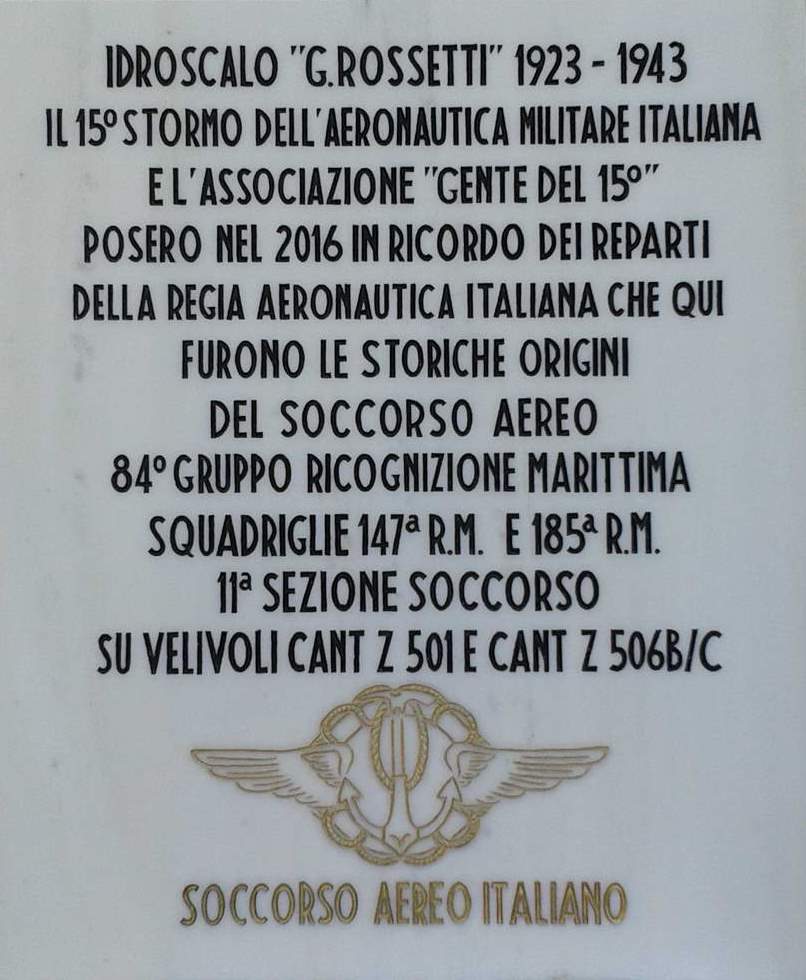 IDROSCALO "G.ROSSETTI" 1923 - 1943
IL 15° STORMO DELL'AERONAUTICA MILITARE ITALIANA
E L'ASSOCIAZIONE "GENTE DEL 15°"
POSERO NEL 2016 IN RICORDO DEI REPARTI
DELLA REGIA AERONAUTICA ITALIANA CHE QUI
FURONO LE STORICHE ORIGINI
DEL SOCCORSO AEREO
84° GRUPPO RICOGNIZIONE MARITTIMA
SQUADRIGLIE 147ª R.M. E 185ª R.M.
11ª SEZIONE SOCCORSO
SU VELIVOLI CANT Z 501 E CANT Z 506B/C
SOCCORSO AEREO ITALIANO